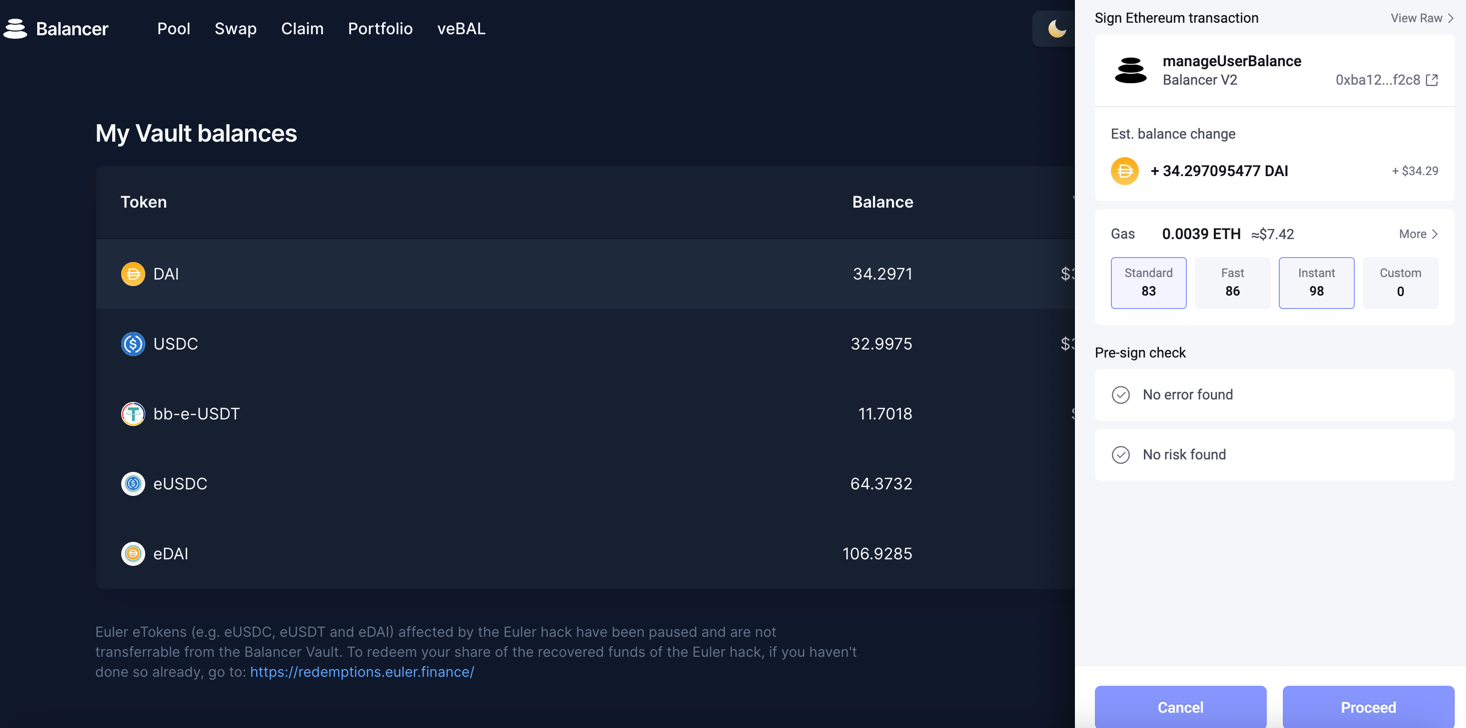 Balancer Pool Swap Claim Portfolio veBAL
My Vault balances
Token Balance
DAI 34.2971
USDC 32.9975
bb-e-USDT 11.7018
eUSDC 64.3732
eDAI 106.9285
Euler eTokens (e.g. eUSDC, eUSDT and eDAI) affected by the Euler hack have been paused and are not
transferrable from the Balancer Vault. To redeem your share of the recovered funds of the Euler hack, if you haven't
done so already, go to: https://redemptions.euler.finance/
Sign Ethereum transaction View Raw >
manageUserBalance
Balancer V2 0xba12...f2c8
Est. balance change
+ 34.297095477 DAI + $34.29
Gas 0.0039 ETH ≈$7.42 More >
Standard Fast Instant Custom
83 86 98 0
Pre-sign check
No error found
No risk found
Cancel Proceed